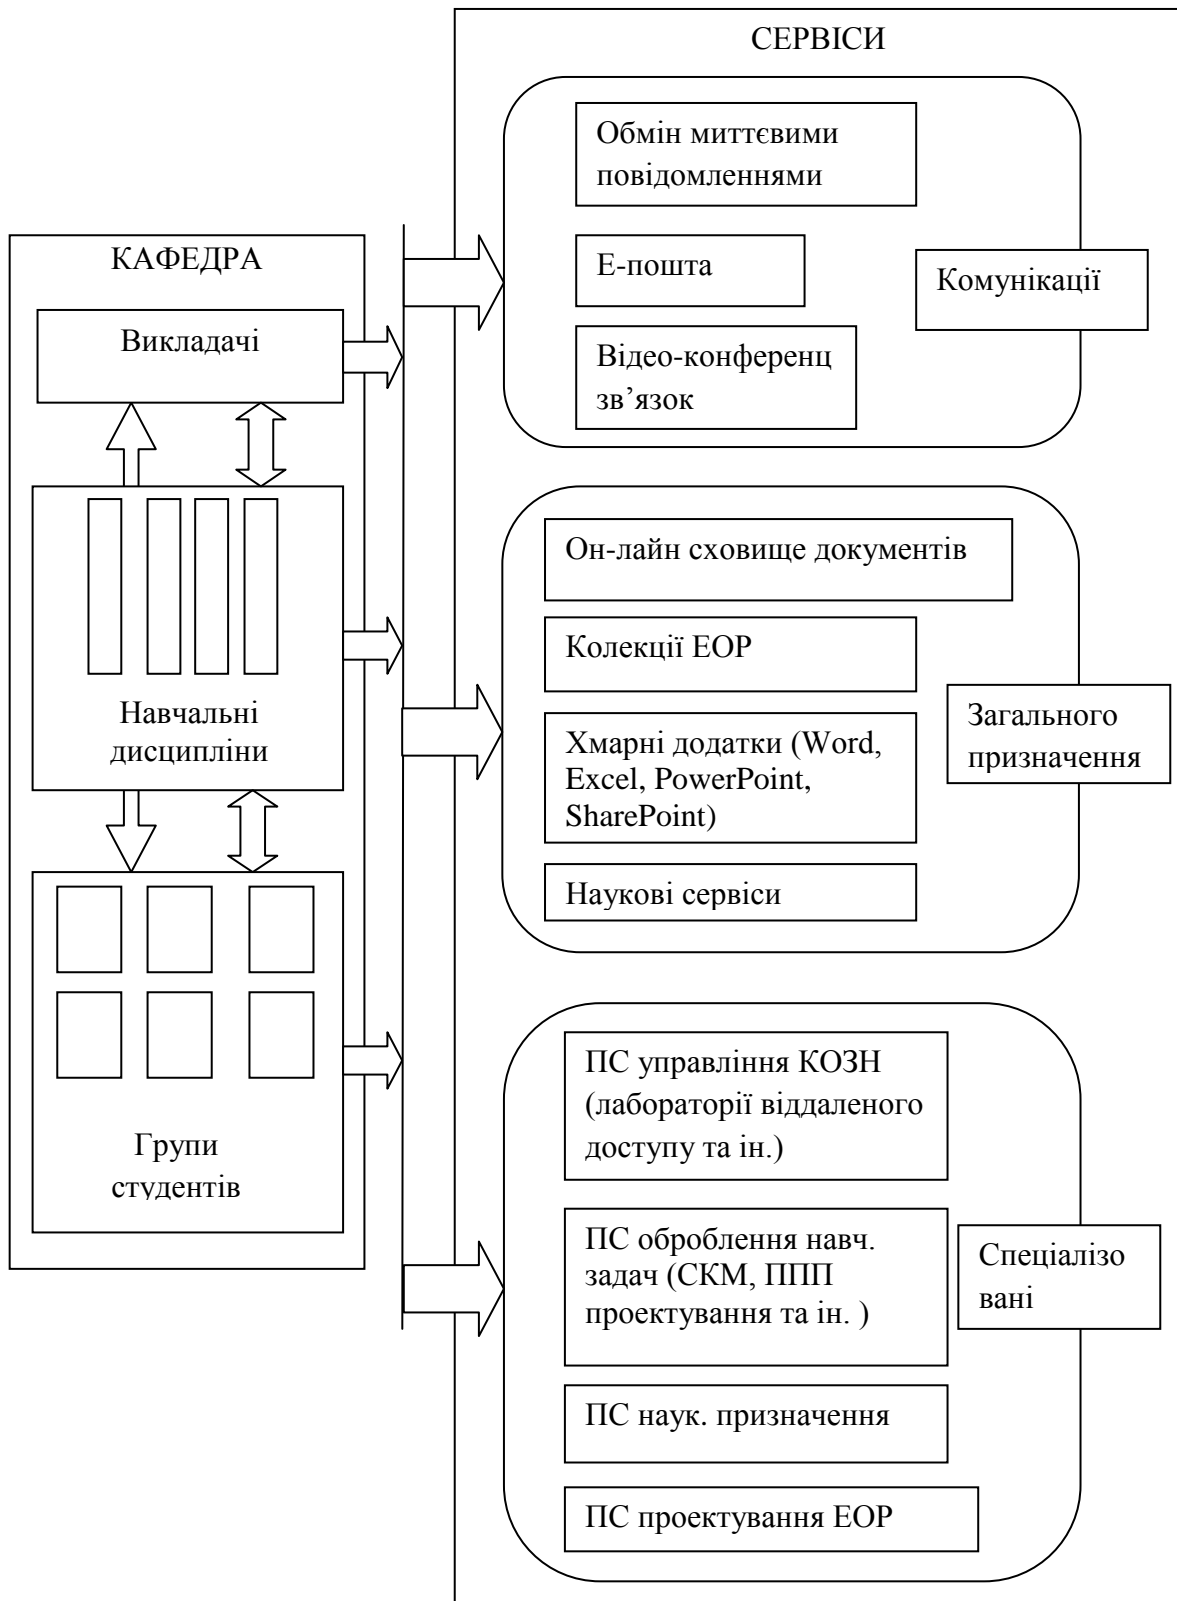 КАФЕДРА
Викладачі
Навчальні
дисципліни
Групи
студентів
СЕРВІСИ
Обмін миттєвими
повідомленнями
Е-пошта
Відео-конференц
зв’язок
Комунікації
Он-лайн сховище документів
Колекції ЕОР
Хмарні додатки (Word,
Excel, PowerPoint,
SharePoint)
Наукові сервіси
Загального
призначення
ПС управління КОЗН
(лабораторії віддаленого
доступу та ін.)
ПС оброблення навч.
задач (СКМ, ППП
проектування та ін. )
ПС наук. призначення
ПС проектування ЕОР
Спеціалізо
вані